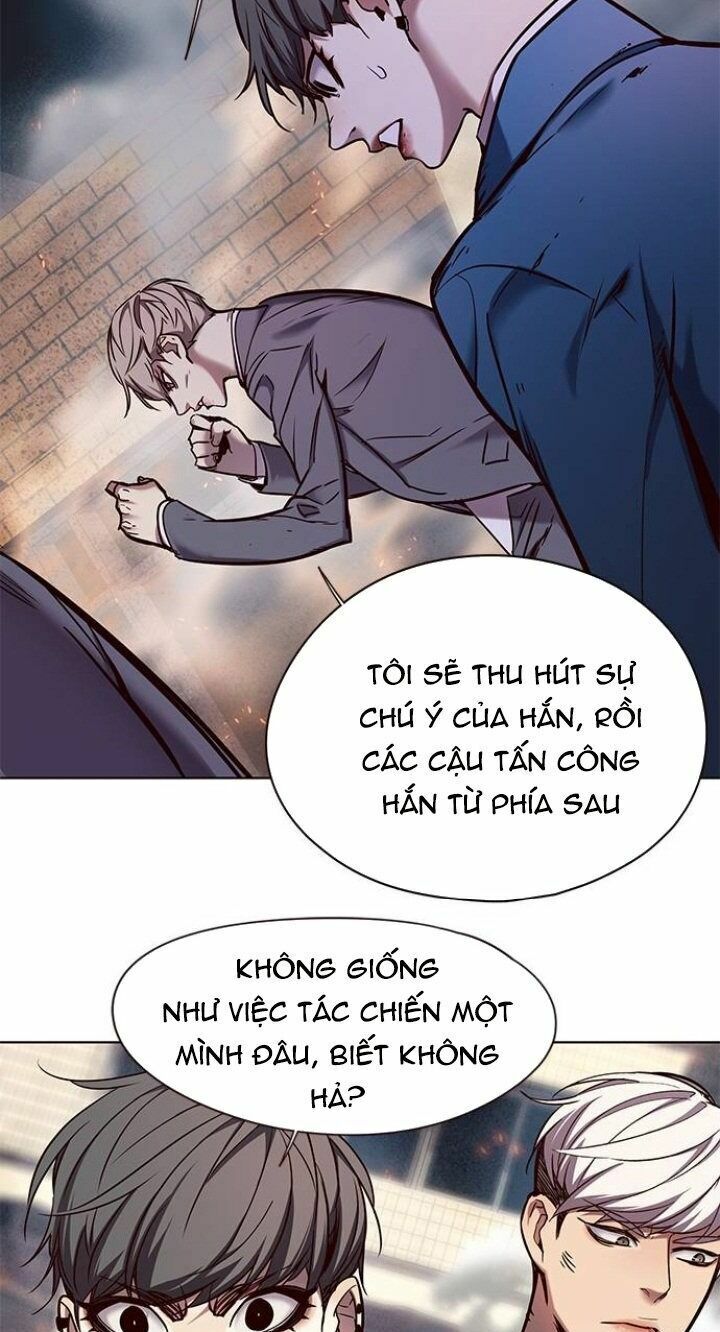 TÔI SẼ THU HÚT SỰ
CHÚ Ý CỦA HẮN, RỒI
CÁC CẬU TẤN CÔNG
HẮN TỪ PHÍA SAU
KHÔNG GIỐNG
NHƯ VIỆC TÁC CHIẾN MỘT
MÌNH ĐÂU, BIẾT KHÔNG
HẢ?